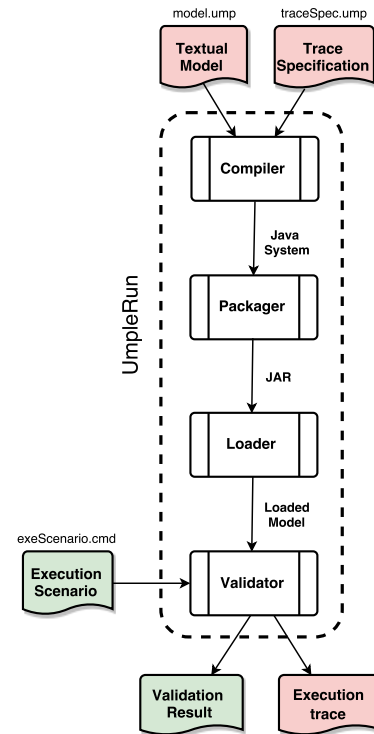 model.ump
traceSpec.ump
Textual
Model
Trace
Specification
Compiler
Java
System
Packager
UmpleRun
JAR
Loader
Loaded
Model
exeScenario.cmd
Execution
Scenario
Validator
Validation
Result
Execution
trace